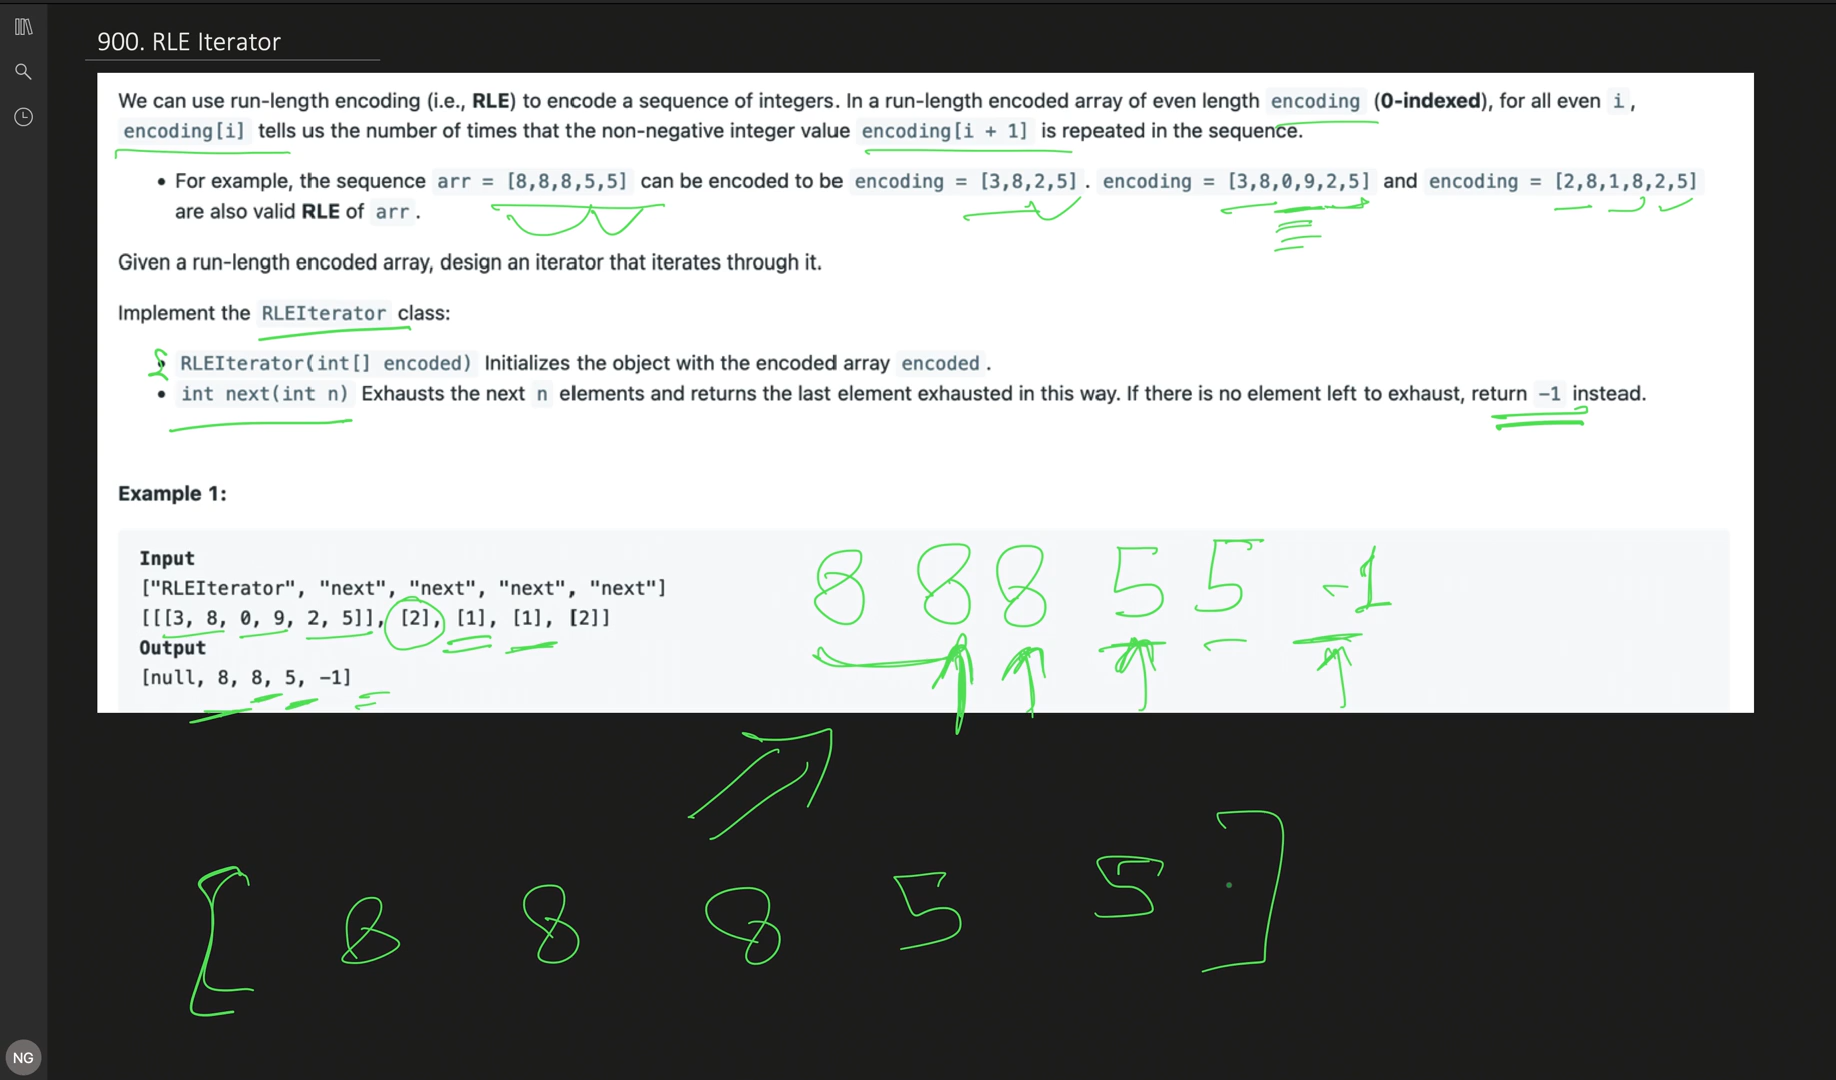 900. RLE Iterator
We can use run-length encoding (i.e., RLE) to encode a sequence of integers. In a run-length encoded array of even length encoding (0-indexed), for all even i,
encoding[i] tells us the number of times that the non-negative integer value encoding[i + 1] is repeated in the sequence.
• For example, the sequence arr = [8,8,8,5,5] can be encoded to be encoding = [3,8,2,5]. encoding = [3,8,0,9,2,5] and encoding = [2,8,1,8,2,5]
are also valid RLE of arr.
Given a run-length encoded array, design an iterator that iterates through it.
Implement the RLEIterator class:
• RLEIterator(int[] encoded) Initializes the object with the encoded array encoded.
• int next(int n) Exhausts the next n elements and returns the last element exhausted in this way. If there is no element left to exhaust, return -1 instead.
Example 1:
Input
["RLEIterator", "next", "next", "next", "next"]
[[[3, 8, 0, 9, 2, 5]], [2], [1], [1], [2]]
Output
[null, 8, 8, 5, -1]
8 8 8 5 5 -1
[ 8 8 8 5 5 ]
NG